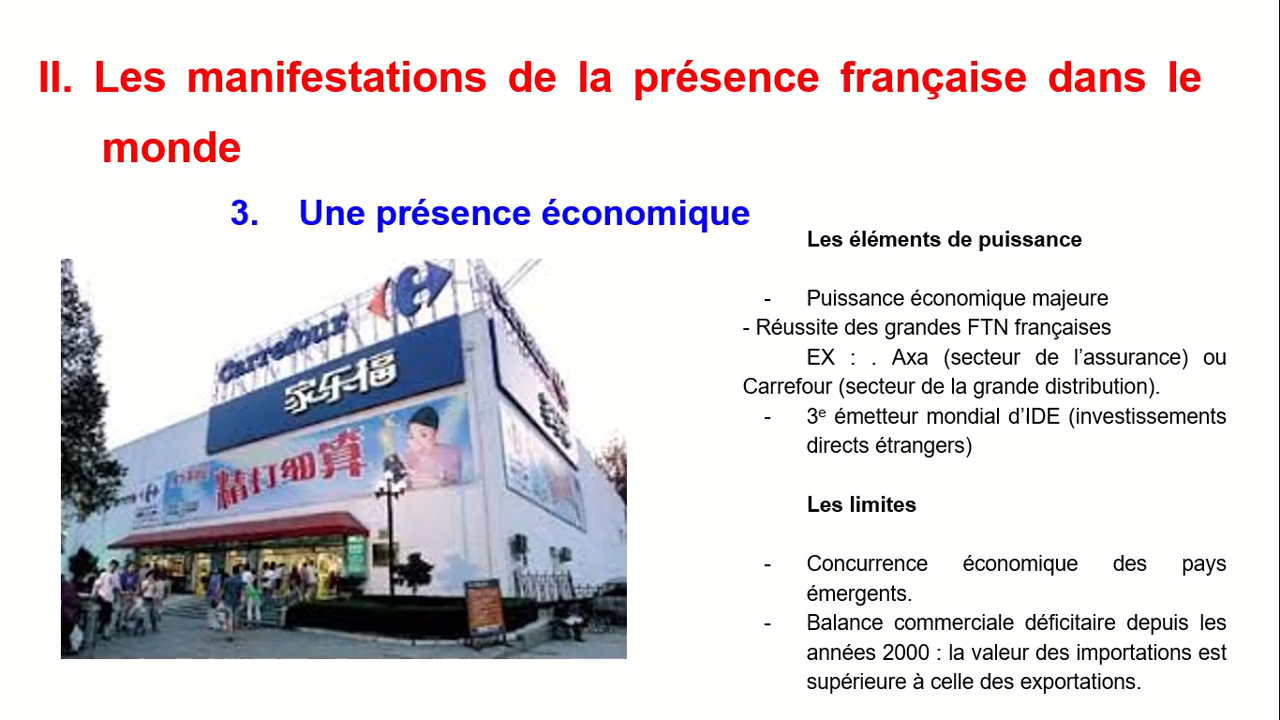 II. Les manifestations de la présence française dans le
monde
3. Une présence économique
Carrefour
家乐福
精打细算
Les éléments de puissance
- Puissance économique majeure
- Réussite des grandes FTN françaises
EX : . Axa (secteur de l’assurance) ou
Carrefour (secteur de la grande distribution).
- 3ᵉ émetteur mondial d’IDE (investissements
directs étrangers)
Les limites
- Concurrence économique des pays
émergents.
- Balance commerciale déficitaire depuis les
années 2000 : la valeur des importations est
supérieure à celle des exportations.